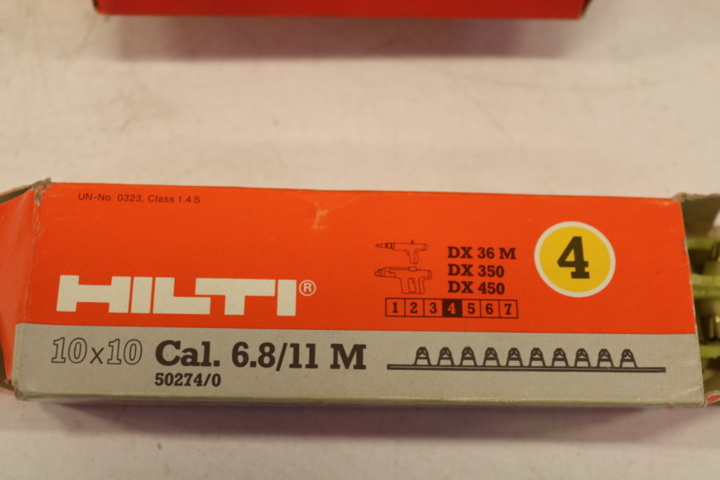 UN-No. 0323, Class 1.4 S
HILTI®
DX 36 M
DX 350
DX 450
1 2 3 4 5 6 7
4
10x10 Cal. 6.8/11 M
50274/0